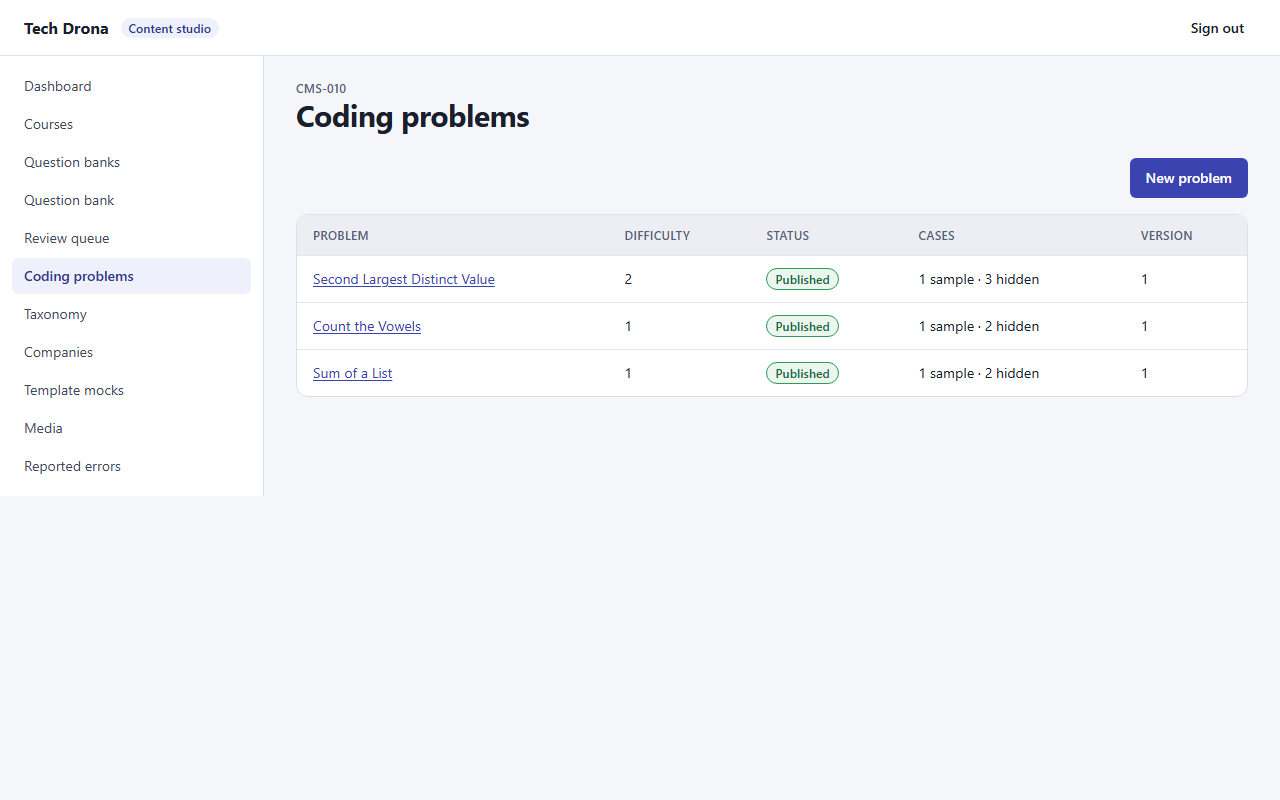 Tech Drona Content studio Sign out
Dashboard
Courses
Question banks
Question bank
Review queue
Coding problems
Taxonomy
Companies
Template mocks
Media
Reported errors
CMS-010
Coding problems
New problem
PROBLEM DIFFICULTY STATUS CASES VERSION
Second Largest Distinct Value 2 Published 1 sample · 3 hidden 1
Count the Vowels 1 Published 1 sample · 2 hidden 1
Sum of a List 1 Published 1 sample · 2 hidden 1